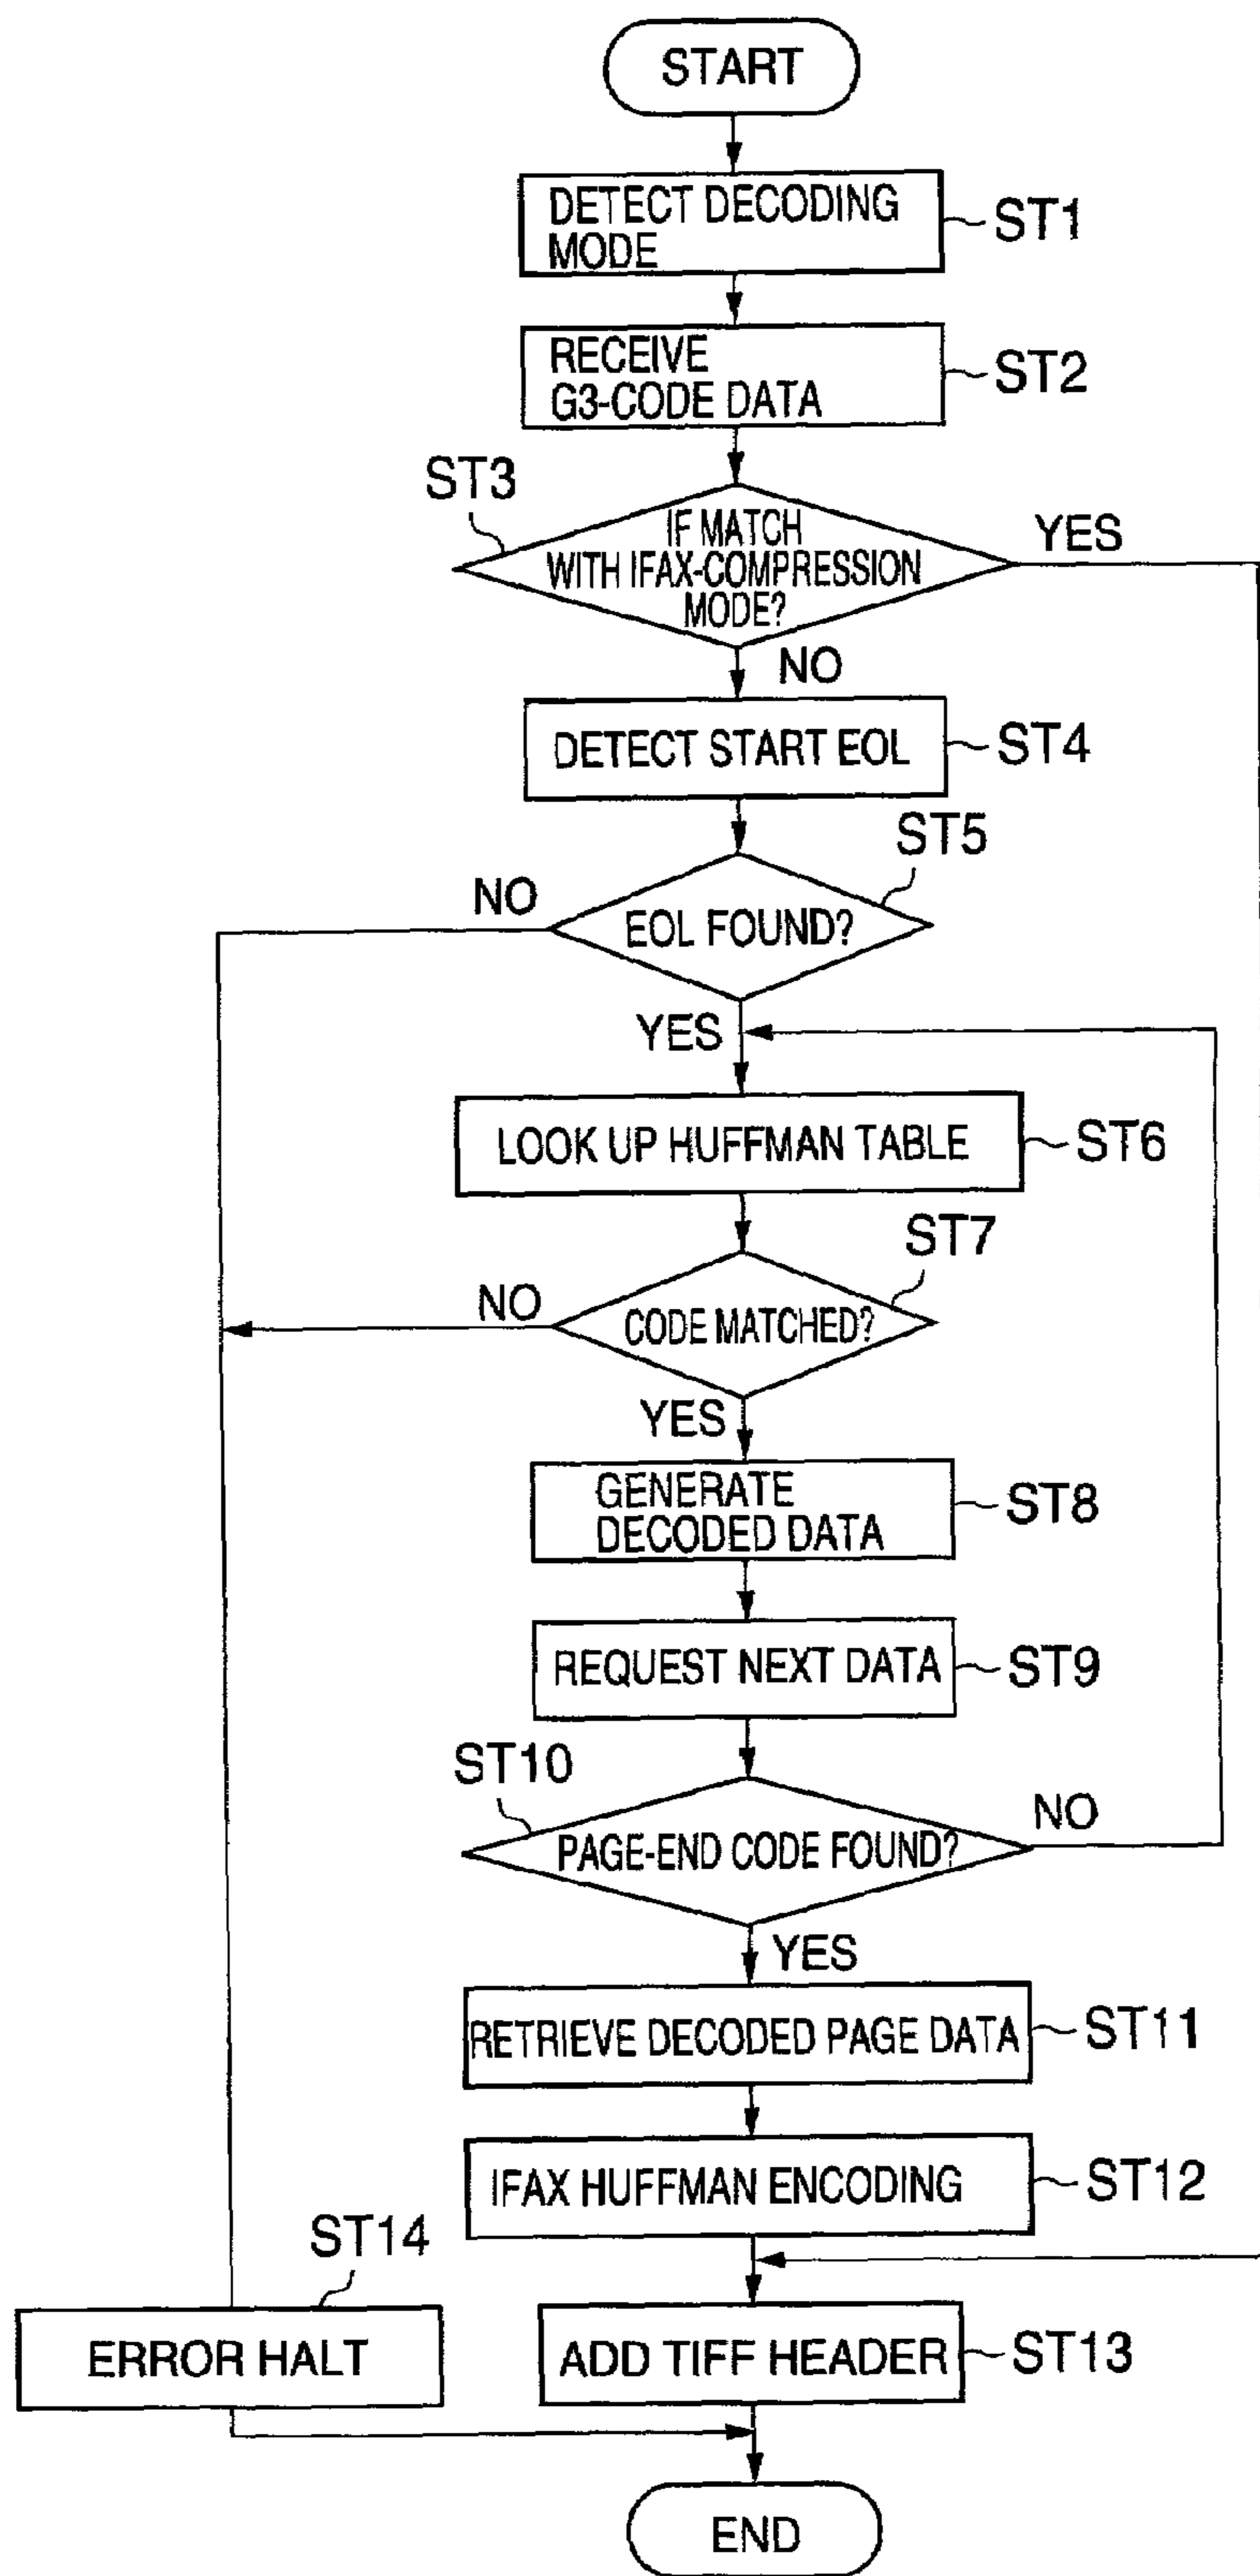 START
DETECT DECODING
MODE
ST1
RECEIVE
G3-CODE DATA
ST2
ST3
IF MATCH
WITH IFAX-COMPRESSION
MODE?
YES
NO
DETECT START EOL
ST4
ST5
NO
EOL FOUND?
YES
LOOK UP HUFFMAN TABLE
ST6
ST7
NO
CODE MATCHED?
YES
GENERATE
DECODED DATA
ST8
REQUEST NEXT DATA
ST9
ST10
PAGE-END CODE FOUND?
NO
YES
RETRIEVE DECODED PAGE DATA
ST11
IFAX HUFFMAN ENCODING
ST12
ST14
ERROR HALT
ADD TIFF HEADER
ST13
END